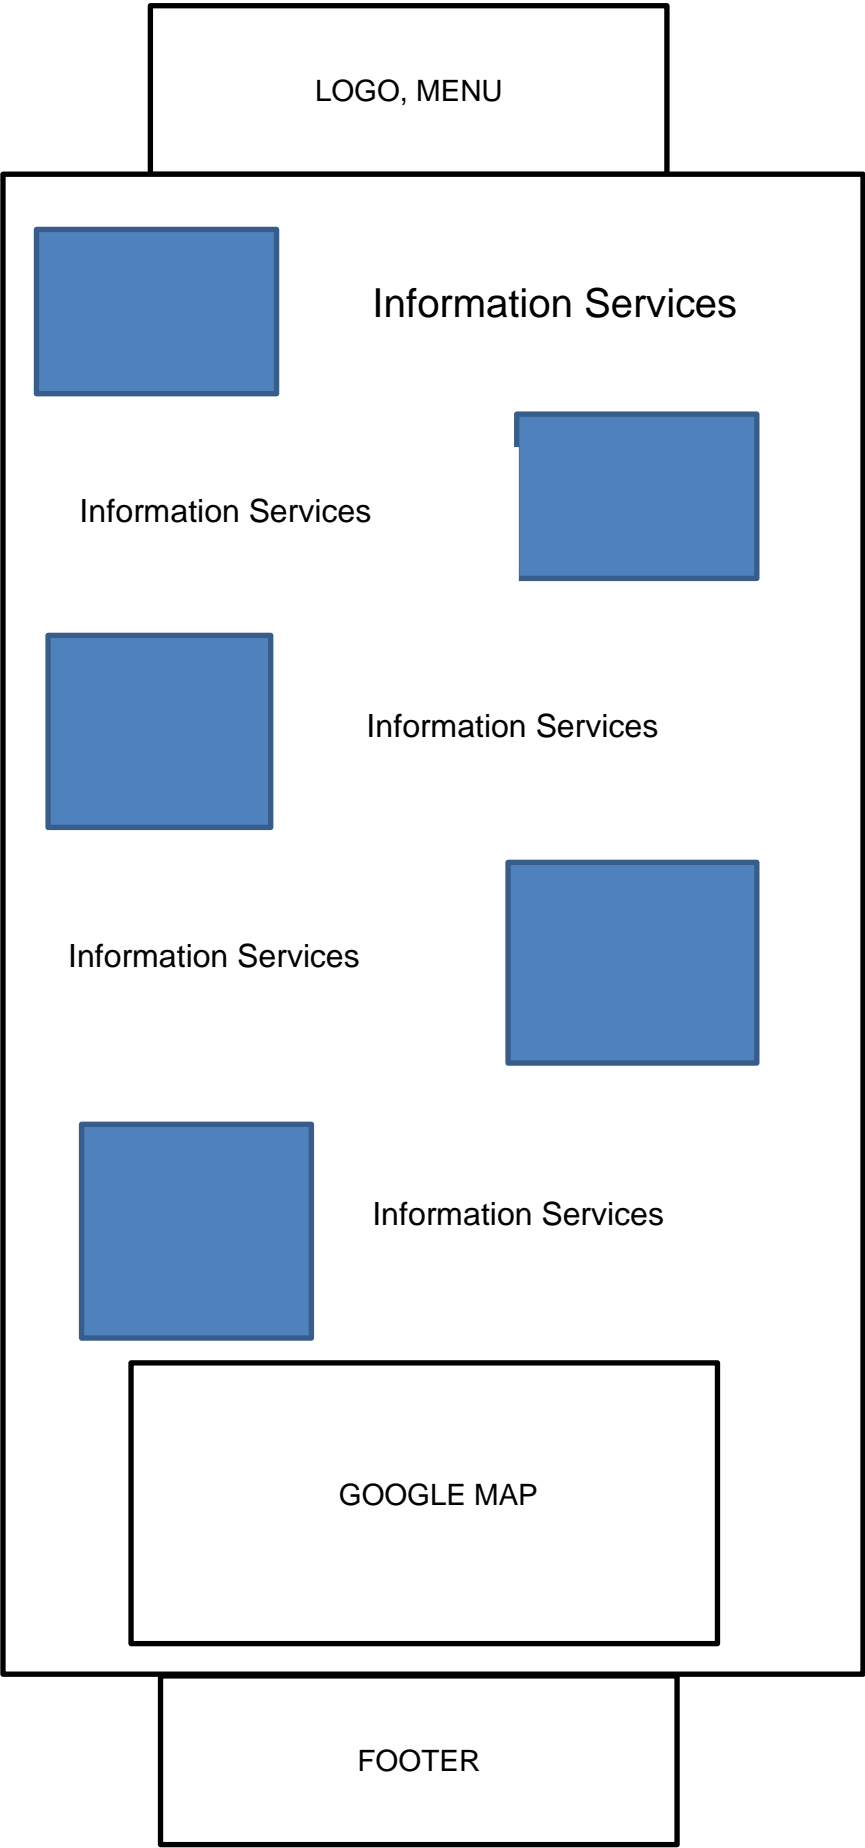 LOGO, MENU
Information Services
Information Services
Information Services
Information Services
Information Services
GOOGLE MAP
FOOTER